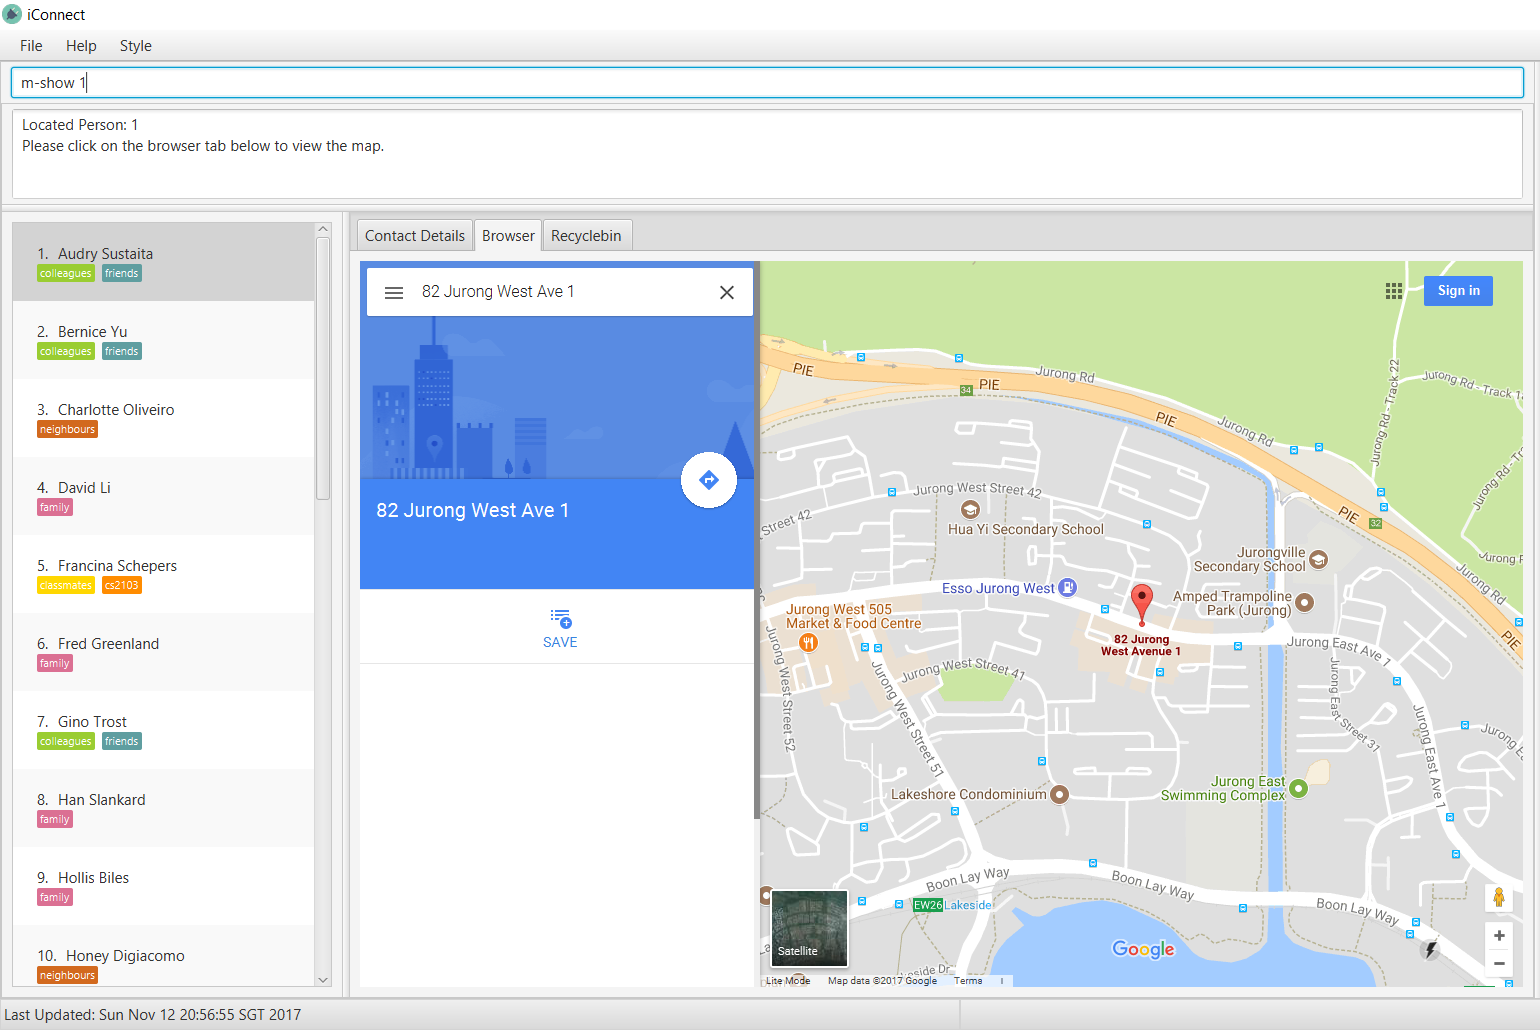 iConnect
File Help Style
m-show 1
Located Person: 1
Please click on the browser tab below to view the map.
1. Audry Sustaita
colleagues friends
2. Bernice Yu
colleagues friends
3. Charlotte Oliveiro
neighbours
4. David Li
family
5. Francina Schepers
classmates cs2103
6. Fred Greenland
family
7. Gino Trost
colleagues friends
8. Han Slankard
family
9. Hollis Biles
family
10. Honey Digiacomo
neighbours
Contact Details Browser Recyclebin
82 Jurong West Ave 1
82 Jurong West Ave 1
SAVE
Sign in
PIE
Jurong Rd
34
PIE
PIE
Jurong Rd
Jurong Rd - Track 22
Jurong Rd - Track
Jurong Rd - Tr
Jurong West Street 42
Street 42
Hua Yi Secondary School
PIE
32
Jurongville
Secondary School
Jurong
Jurong Rd
Esso Jurong West
Amped Trampoline
Park (Jurong)
Jurong West 505
Market & Food Centre
82 Jurong
West Avenue 1
PIE
Jurong East Ave 1
Jurong West Street 41
Jurong West Street 52
Jurong West Street 51
Jurong East Street 31
Jurong East Ave 1
Jurong
Jurong East
Swimming Complex
Lakeshore Condominium
Boon Lay Way
Boon Lay Way
Boon Lay Way
EW26 Lakeside
Satellite
Google
Lite Mode Map data ©2017 Google Terms
Last Updated: Sun Nov 12 20:56:55 SGT 2017